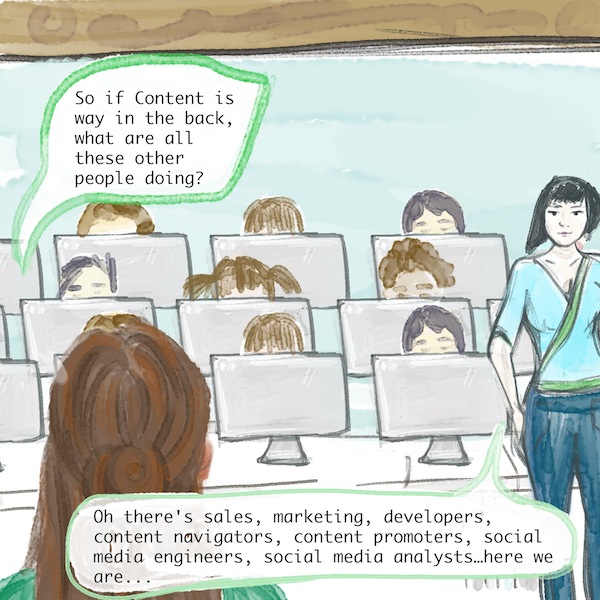 So if Content is
way in the back,
what are all
these other
people doing?
Oh there's sales, marketing, developers,
content navigators, content promoters, social
media engineers, social media analysts…here we
are...